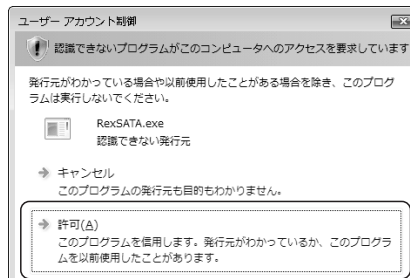 ユーザー アカウント制御
認識できないプログラムがこのコンピュータへのアクセスを要求しています
発行元がわかっている場合や以前使用したことがある場合を除き、このプログ
ラムは実行しないでください。
RexSATA.exe
認識できない発行元
キャンセル
このプログラムの発行元も目的もわかりません。
許可(A)
このプログラムを信用します。発行元がわかっているか、このプログラ
ムを以前使用したことがあります。